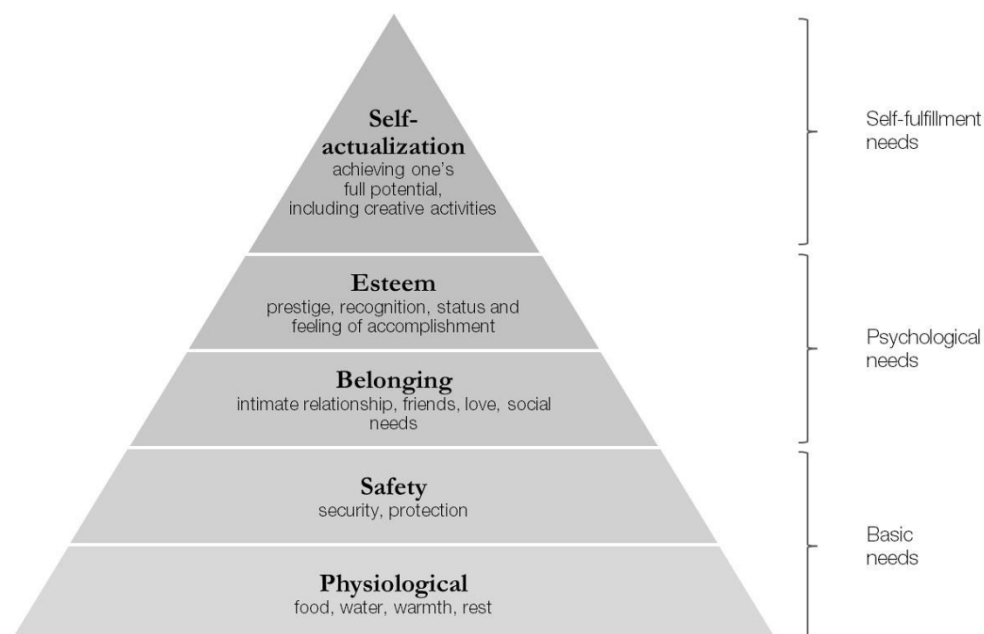 Self-
actualization
achieving one's
full potential,
including creative activities
Self-fulfillment
needs
Esteem
prestige, recognition, status and
feeling of accomplishment
Belonging
intimate relationship, friends, love, social
needs
Psychological
needs
Safety
security, protection
Physiological
food, water, warmth, rest
Basic
needs